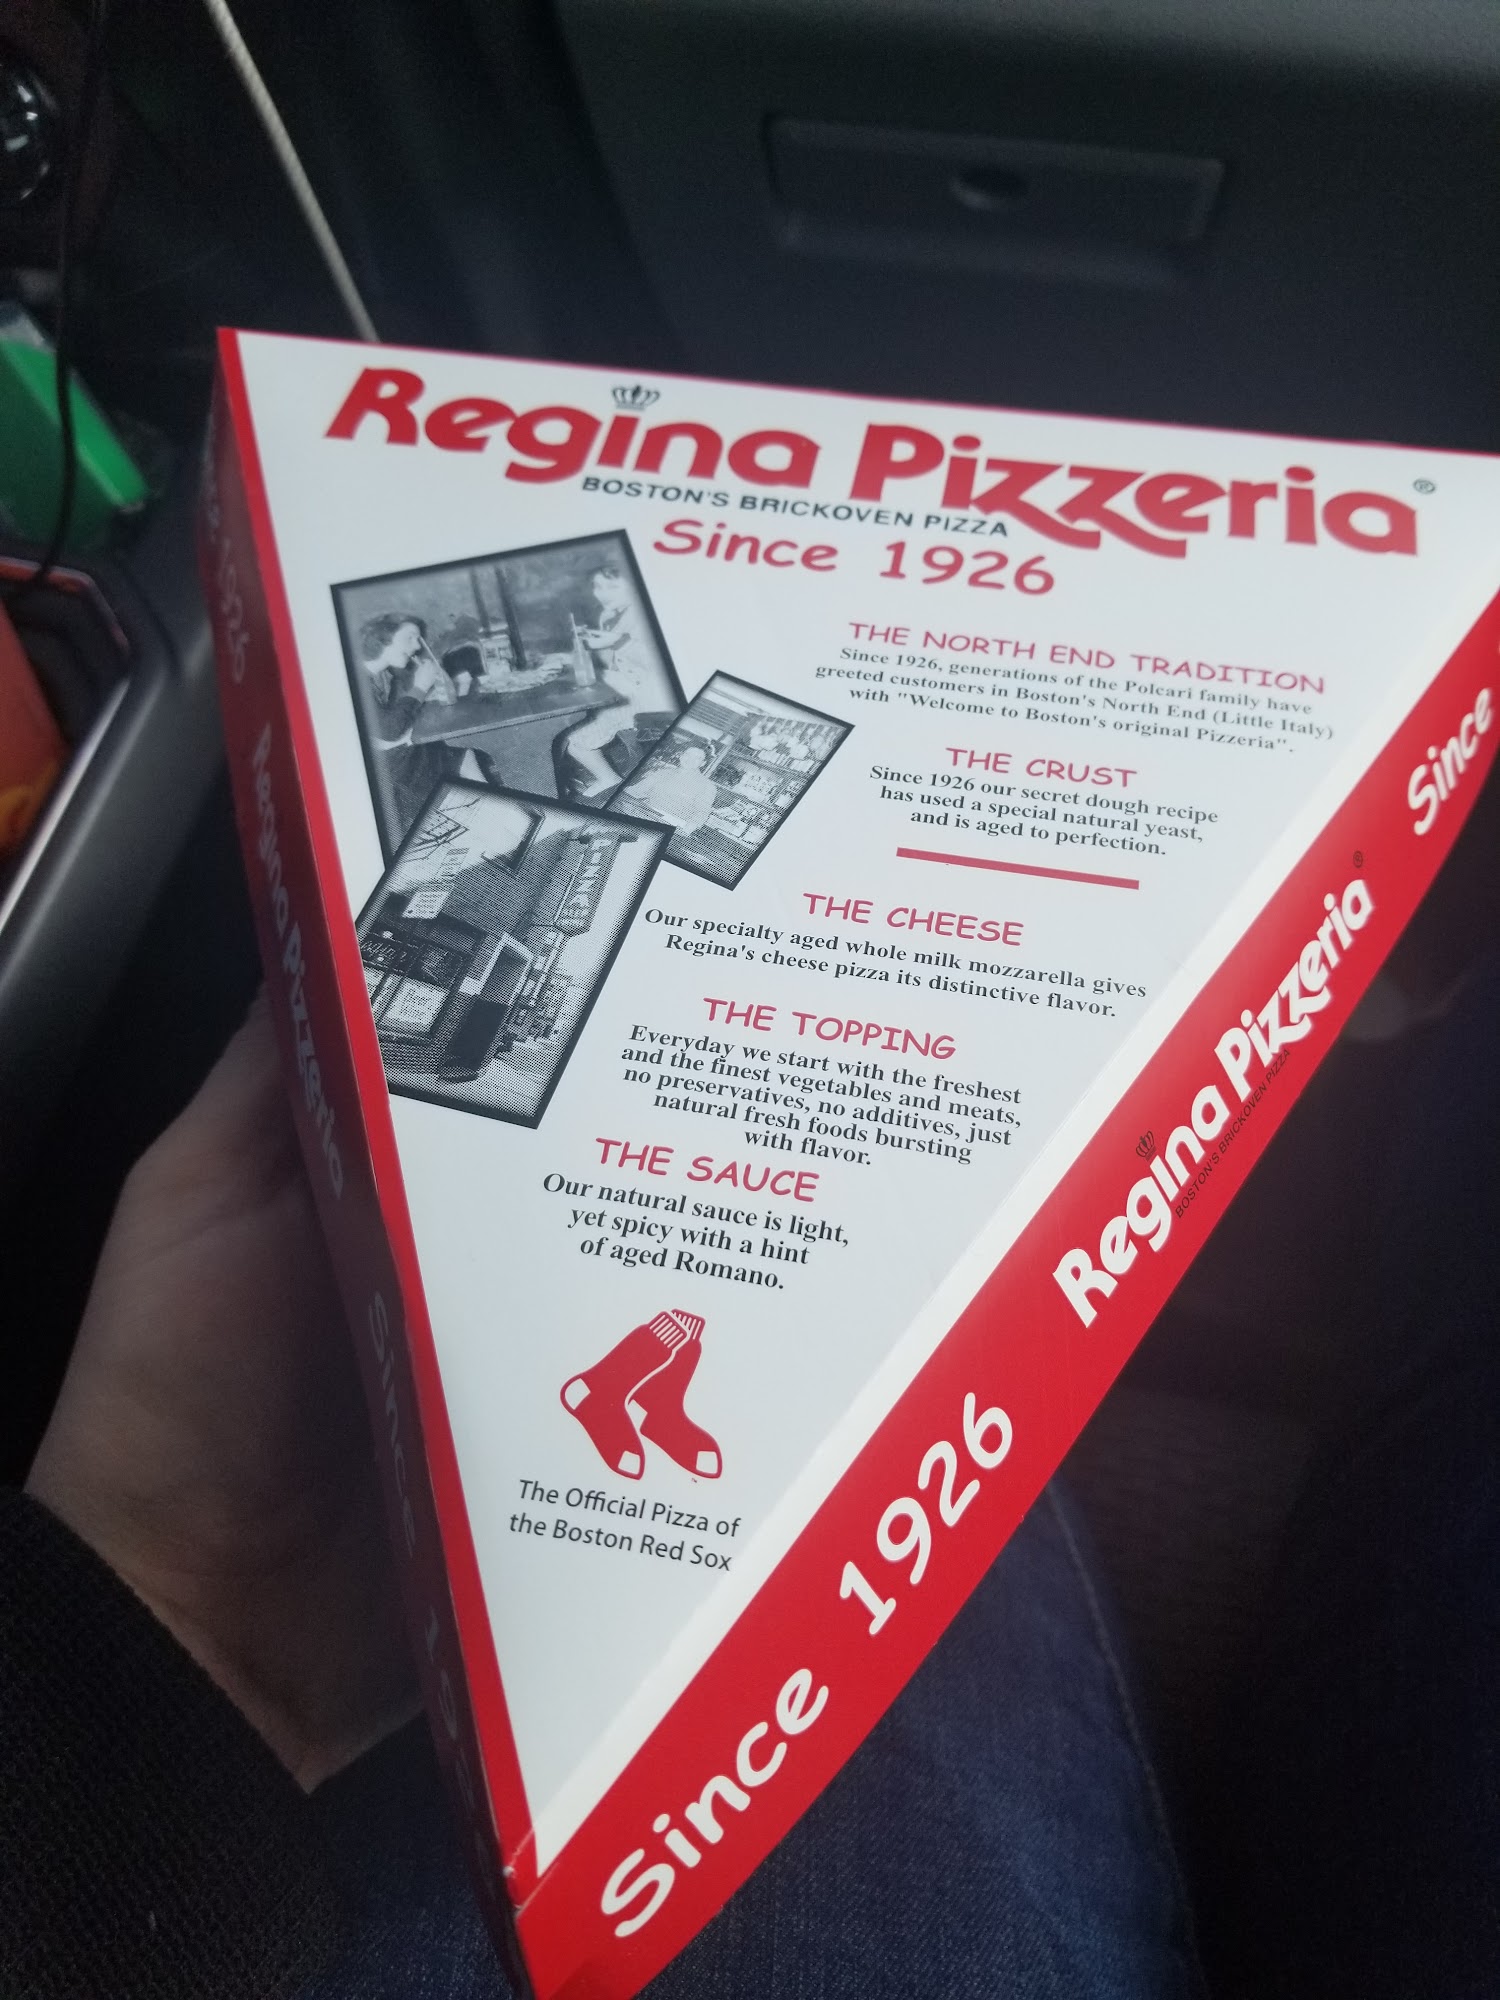 Regina Pizzeria®
BOSTON'S BRICKOVEN PIZZA
Since 1926
THE NORTH END TRADITION
Since 1926, generations of the Polcari family have
greeted customers in Boston's North End (Little Italy)
with "Welcome to Boston's original Pizzeria".
THE CRUST
Since 1926 our secret dough recipe
has used a special natural yeast,
and is aged to perfection.
THE CHEESE
Our specialty aged whole milk mozzarella gives
Regina's cheese pizza its distinctive flavor.
THE TOPPING
Everyday we start with the freshest
and the finest vegetables and meats,
no preservatives, no additives, just
natural fresh foods bursting
with flavor.
THE SAUCE
Our natural sauce is light,
yet spicy with a hint
of aged Romano.
The Official Pizza of
the Boston Red Sox
PIZZA
Since 1926
Regina Pizzeria®
BOSTON'S BRICKOVEN PIZZA
Since
Regina Pizzeria
Since 1926